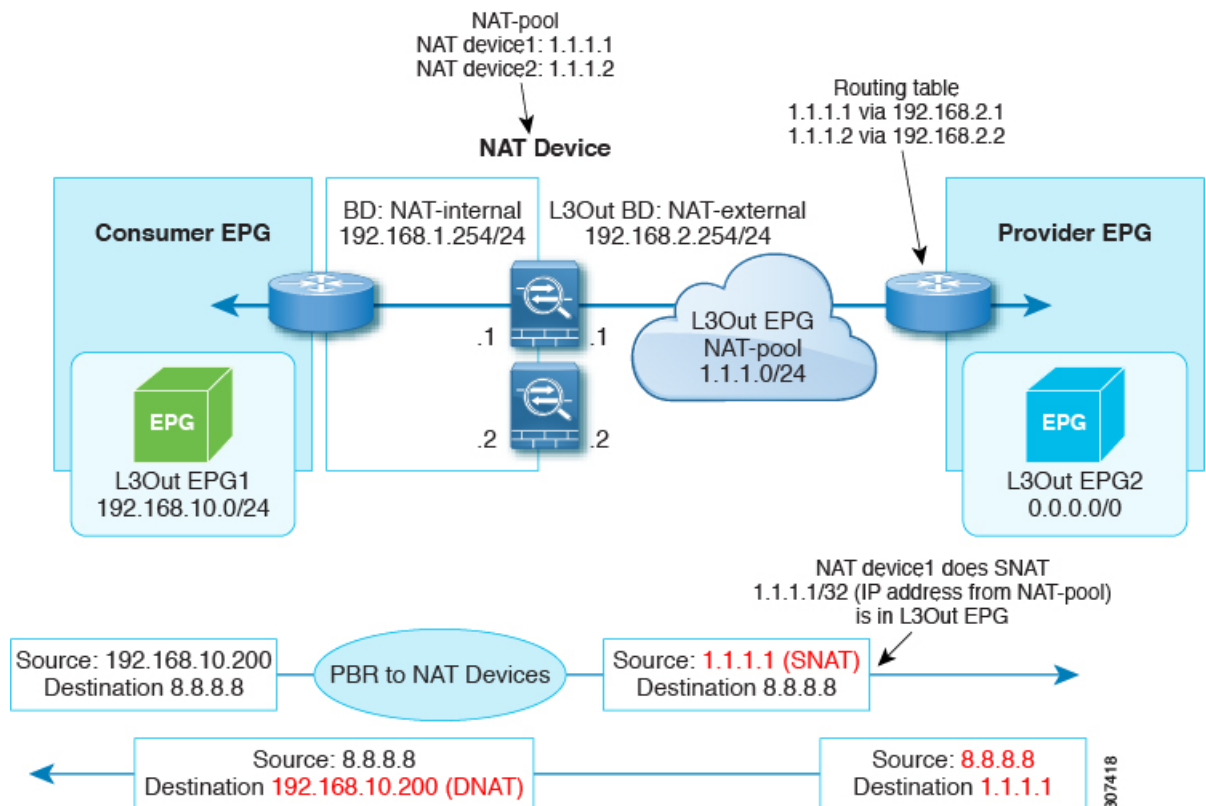 NAT-pool
NAT device1: 1.1.1.1
NAT device2: 1.1.1.2
Routing table
1.1.1.1 via 192.168.2.1
1.1.1.2 via 192.168.2.2
NAT Device
Consumer EPG
BD: NAT-internal
192.168.1.254/24
L3Out BD: NAT-external
192.168.2.254/24
Provider EPG
.1
.1
L3Out EPG
NAT-pool
1.1.1.0/24
.2
.2
EPG
L3Out EPG1
192.168.10.0/24
EPG
L3Out EPG2
0.0.0.0/0
NAT device1 does SNAT
1.1.1.1/32 (IP address from NAT-pool)
is in L3Out EPG
Source: 192.168.10.200
Destination 8.8.8.8
PBR to NAT Devices
Source: 1.1.1.1 (SNAT)
Destination 8.8.8.8
Source: 8.8.8.8
Destination 192.168.10.200 (DNAT)
Source: 8.8.8.8
Destination 1.1.1.1
307418